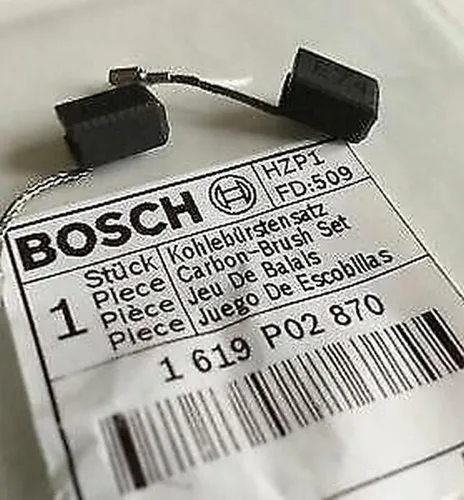 E74
BOSCH
HZP1
FD:509
1
Stück
Piece
Pièce
Piece
Kohlebürstensatz
Carbon-Brush Set
Jeu De Balais
Juego De Escobillas
1 619 P02 870